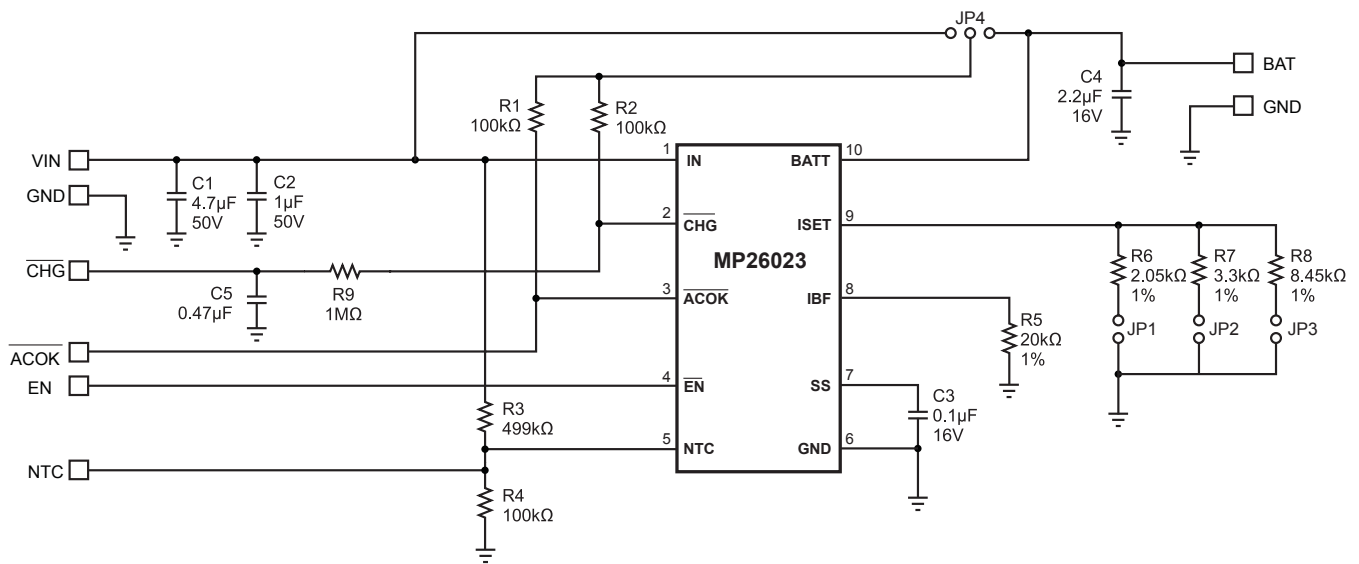 JP4
BAT
C4
2.2µF
16V
GND
R1
100kΩ
R2
100kΩ
VIN
GND
C1
4.7µF
50V
C2
1µF
50V
1
IN
BATT
10
2
CHG
ISET
9
MP26023
CHG
C5
0.47µF
R9
1MΩ
3
ACOK
IBF
8
R6
2.05kΩ
1%
R7
3.3kΩ
1%
R8
8.45kΩ
1%
JP1
JP2
JP3
R5
20kΩ
1%
ACOK
EN
4
EN
SS
7
C3
0.1µF
16V
R3
499kΩ
5
NTC
GND
6
NTC
R4
100kΩ